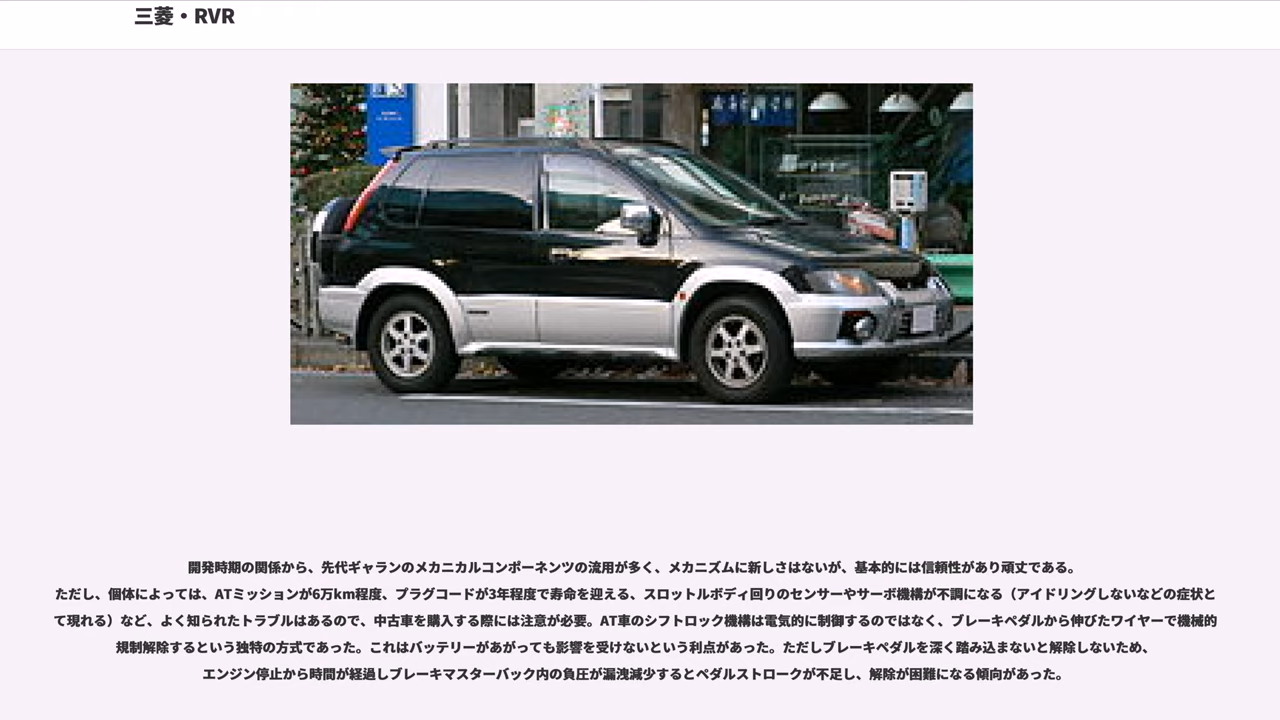 三菱・RVR
開発時期の関係から、先代ギャランのメカニカルコンポーネンツの流用が多く、メカニズムに新しさはないが、基本的には信頼性があり頑丈である。
ただし、個体によっては、ATミッションが6万km程度、プラグコードが3年程度で寿命を迎える、スロットルボディ回りのセンサーやサーボ機構が不調になる（アイドリングしないなどの症状と
て現れる）など、よく知られたトラブルはあるので、中古車を購入する際には注意が必要。AT車のシフトロック機構は電気的に制御するのではなく、ブレーキペダルから伸びたワイヤーで機械的
規制解除するという独特の方式であった。これはバッテリーがあがっても影響を受けないという利点があった。ただしブレーキペダルを深く踏み込まないと解除しないため、
エンジン停止から時間が経過しブレーキマスターバック内の負圧が漏洩減少するとペダルストロークが不足し、解除が困難になる傾向があった。